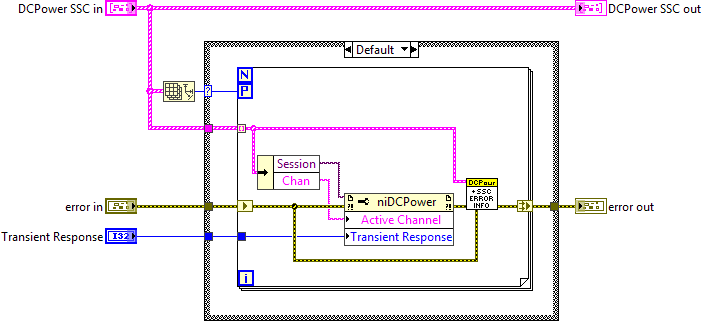 DCPower SSC in
DCPower SSC out
Default
N
P
?
Session
Chan
niDCPower
Active Channel
Transient Response
DCPowr
+SSC
ERROR
INFO
error in
error out
Transient Response
I32
i